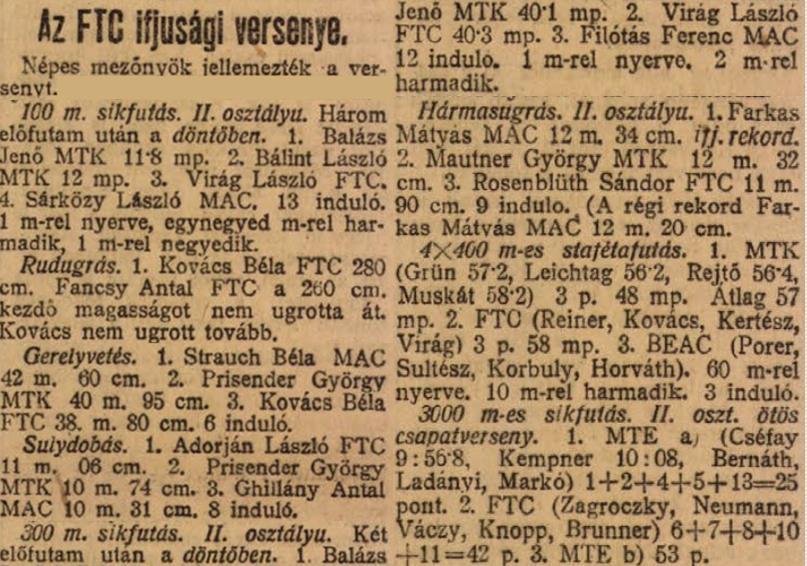 Az FTC ifjusági versenye.
Népes mezőnyök jellemezték a ver-
senyt.
100 m. sikfutás. II. osztályu. Három
előfutam után a döntőben. 1. Balázs
Jenő MTK 11·8 mp. 2. Bálint László
MTK 12 mp. 3. Virág László FTC.
4. Sárközy László MAC. 13 induló.
1 m-rel nyerve, egynegyed m-rel har-
madik, 1 m-rel negyedik.
Rudugrás. 1. Kovács Béla FTC 280
cm. Fancsy Antal FTC a 260 cm.
kezdő magasságot nem ugrotta át.
Kovács nem ugrott tovább.
Gerelyvetés. 1. Strauch Béla MAC
42 m. 60 cm. 2. Prisender György
MTK 40 m. 95 cm. 3. Kovács Béla
FTC 38. m. 80 cm. 6 induló.
Sulydobás. 1. Adorján László FTC
11 m. 06 cm. 2. Prisender György
MTK 10 m. 74 cm. 3. Ghillány Antal
MAC 10 m. 31 cm. 8 induló.
300 m. sikfutás. II. osztályu. Két
előfutam után a döntőben. 1. Balázs
Jenő MTK 40·1 mp. 2. Virág László
FTC 40·3 mp. 3. Filótás Ferenc MAC
12 induló. 1 m-rel nyerve. 2 m-rel
harmadik.
Hármasugrás. II. osztályu. 1. Farkas
Mátyás MAC 12 m. 34 cm. ifj. rekord.
2. Mautner György MTK 12 m. 32
cm. 3. Rosenblüth Sándor FTC 11 m.
90 cm. 9 induló. (A régi rekord Far-
kas Mátyás MAC 12 m. 20 cm.
4×400 m-es stafétafutás. 1. MTK
(Grün 57·2, Leichtag 56·2, Rejtő 56·4,
Muskát 58·2) 3 p. 48 mp. Átlag 57
mp. 2. FTC (Reiner, Kovács, Kertész,
Virág) 3 p. 58 mp. 3. BEAC (Porer,
Sultész, Korbuly, Horváth). 60 m-rel
nyerve. 10 m-rel harmadik. 3 induló.
3000 m-es sikfutás. II. oszt. ötös
csapatverseny. 1. MTE a) (Cséfay
9:56·8, Kempner 10:08, Bernáth,
Ladányi, Markó) 1+2+4+5+13=25
pont. 2. FTC (Zagroczky, Neumann,
Váczy, Knopp, Brunner) 6+7+8+10
+11=42 p. 3. MTE b) 53 p.